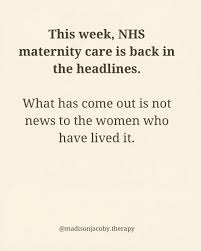 This week, NHS
maternity care is back in
the headlines.
What has come out is not
news to the women who
have lived it.
@madisonjacoby.therapy